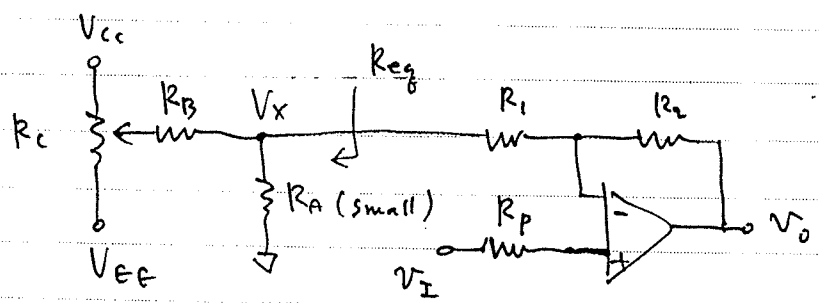 Vcc
Req
RB
Vx
R1
R2
Rc
RA (small)
Rp
-
+
vo
VEE
vI